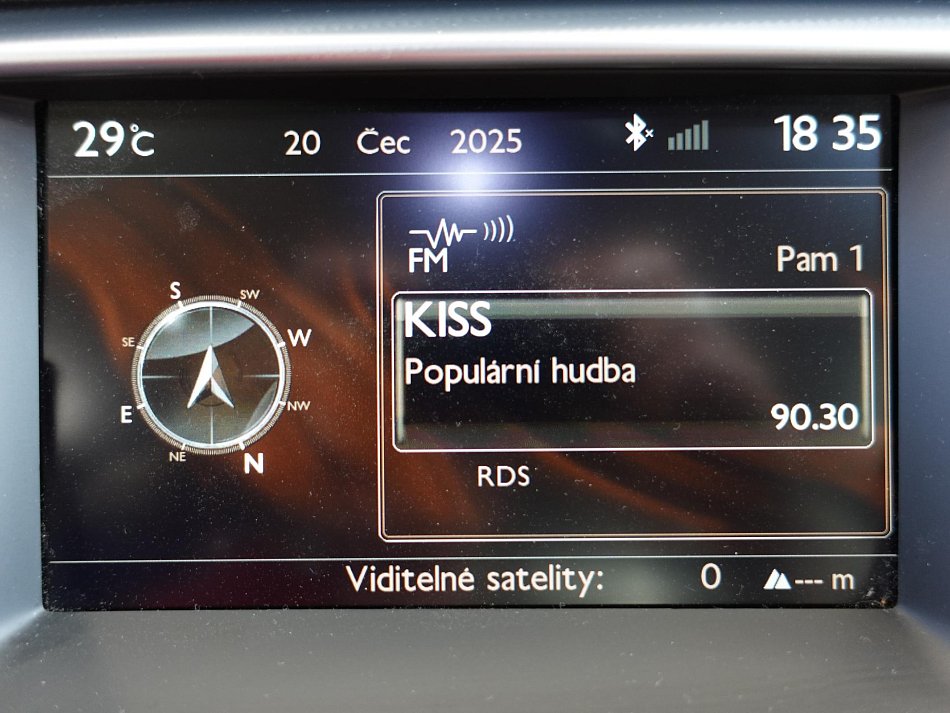 29°C 20 Čec 2025 18 35
FM
Pam 1
KISS
Populární hudba
90.30
RDS
S
SW
W
SE
NW
E
NE
N
Viditelné satelity: 0 --- m